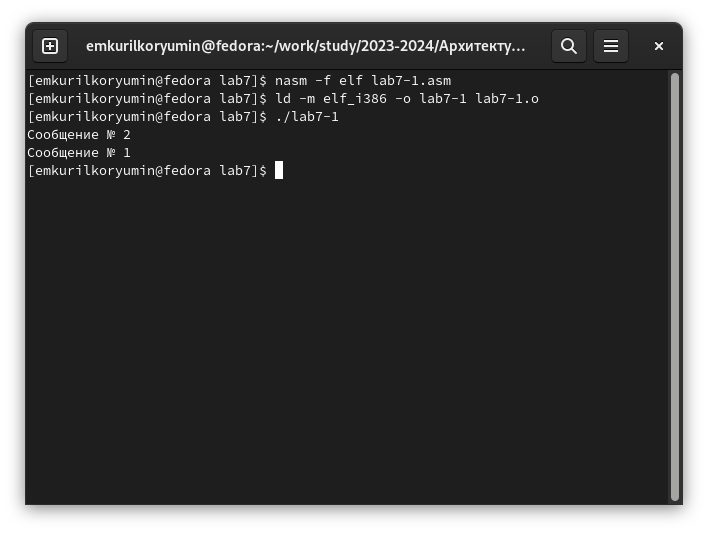 emkurilkoryumin@fedora:~/work/study/2023-2024/Архитекту...
[emkurilkoryumin@fedora lab7]$ nasm -f elf lab7-1.asm
[emkurilkoryumin@fedora lab7]$ ld -m elf_i386 -o lab7-1 lab7-1.o
[emkurilkoryumin@fedora lab7]$ ./lab7-1
Сообщение № 2
Сообщение № 1
[emkurilkoryumin@fedora lab7]$